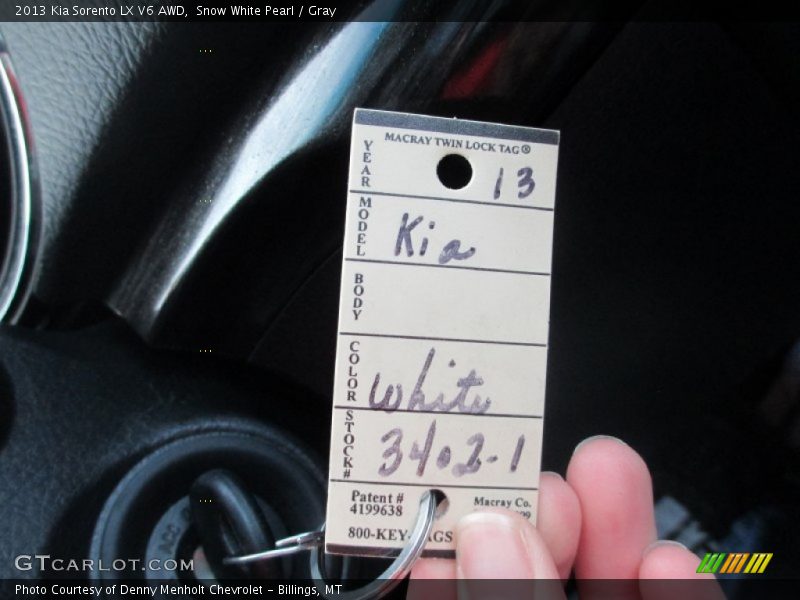 2013 Kia Sorento LX V6 AWD, Snow White Pearl / Gray
MACRAY TWIN LOCK TAG®
YEAR 13
MODEL Kia
BODY
COLOR White
STOCK# 3402-1
Patent #
4199638
Macray Co.
800-KEY
GTCARLOT.COM
Photo Courtesy of Denny Menholt Chevrolet - Billings, MT